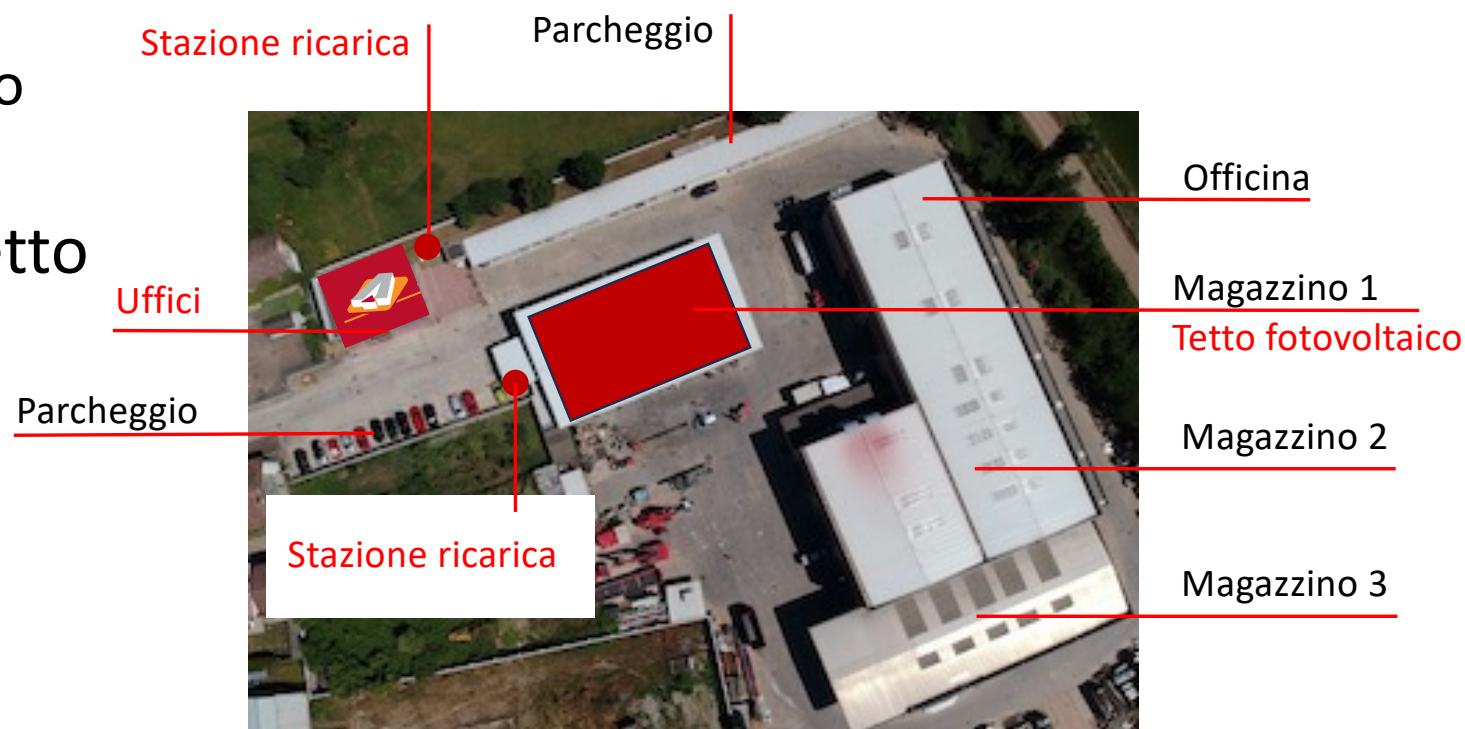 Stazione ricarica
Parcheggio
Officina
Magazzino 1
Tetto fotovoltaico
Uffici
Parcheggio
Magazzino 2
Stazione ricarica
Magazzino 3